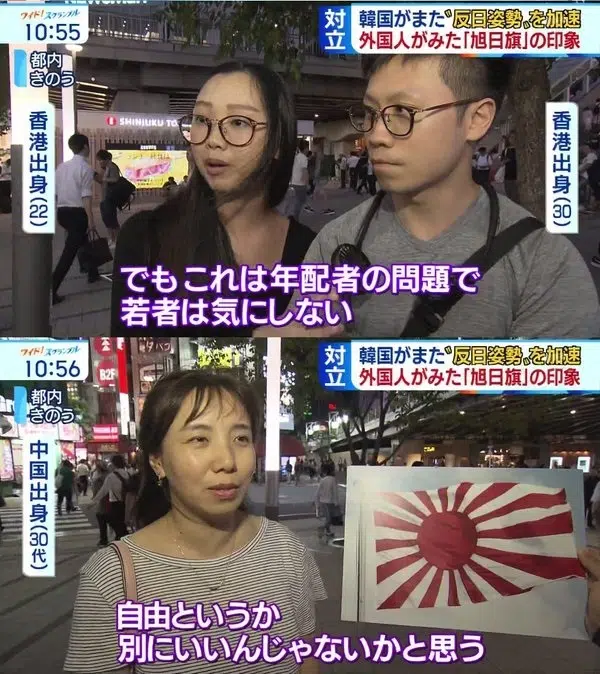 ワイド!スクランブル
10:55
都内
きのう
香港出身(22)
対立
韓国がまた“反日姿勢”を加速
外国人がみた「旭日旗」の印象
香港出身(30)
SHINJUKU TO
でもこれは年配者の問題で
若者は気にしない
ワイド!スクランブル
10:56
都内
きのう
中国出身(30代)
対立
韓国がまた“反日姿勢”を加速
外国人がみた「旭日旗」の印象
B2F
自由というか
別にいいんじゃないかと思う